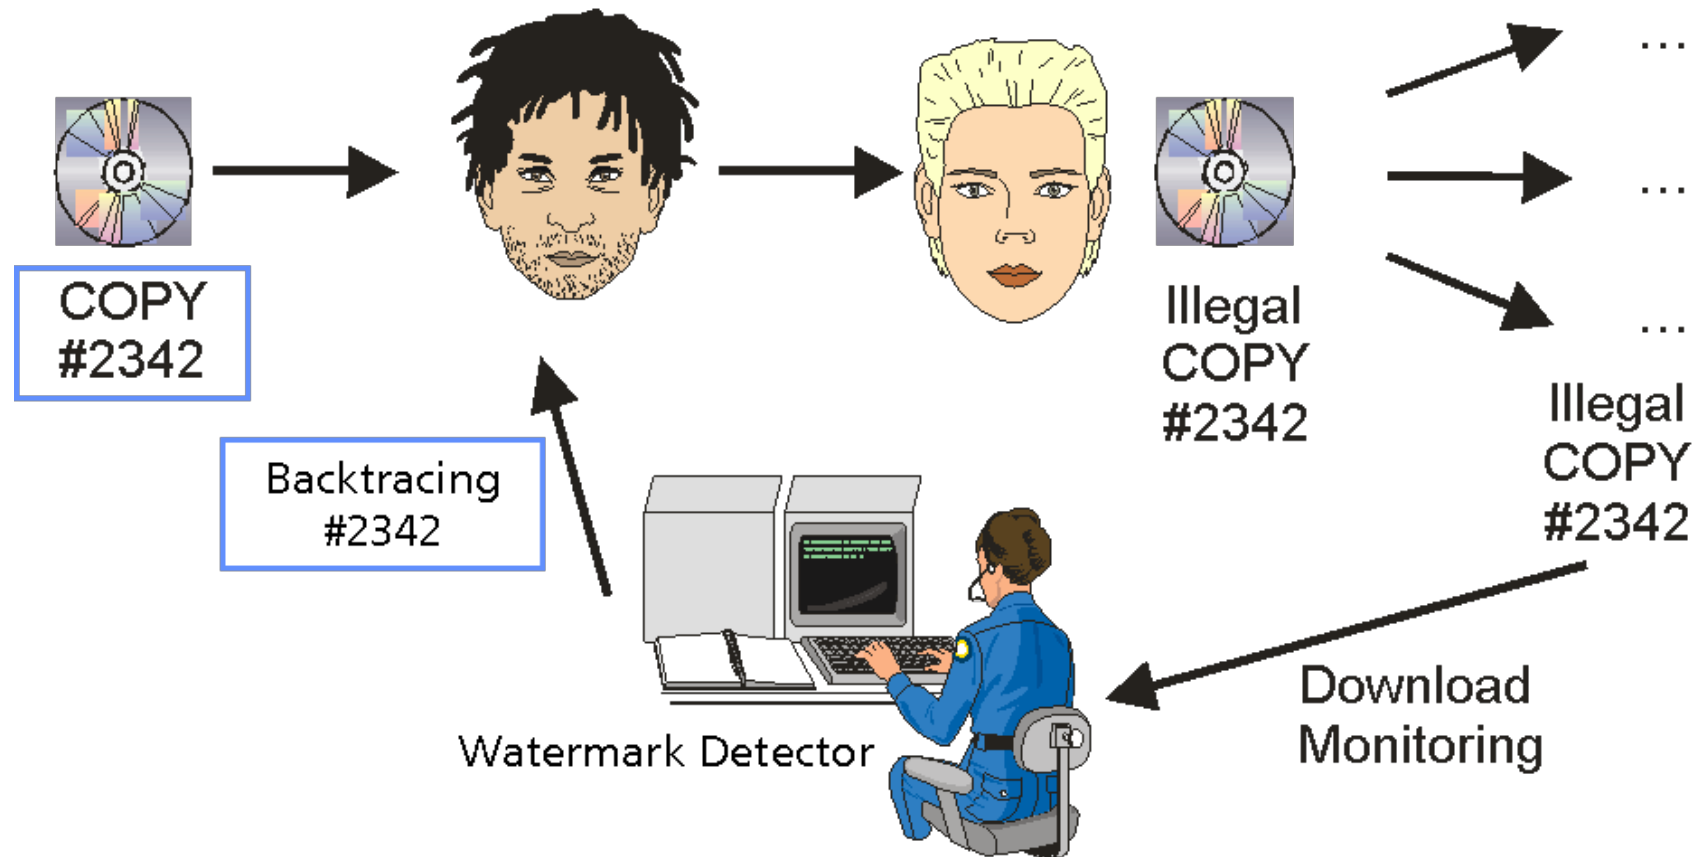 COPY
#2342
Illegal
COPY
#2342
...
...
...
Illegal
COPY
#2342
Backtracing
#2342
Watermark Detector
Download
Monitoring